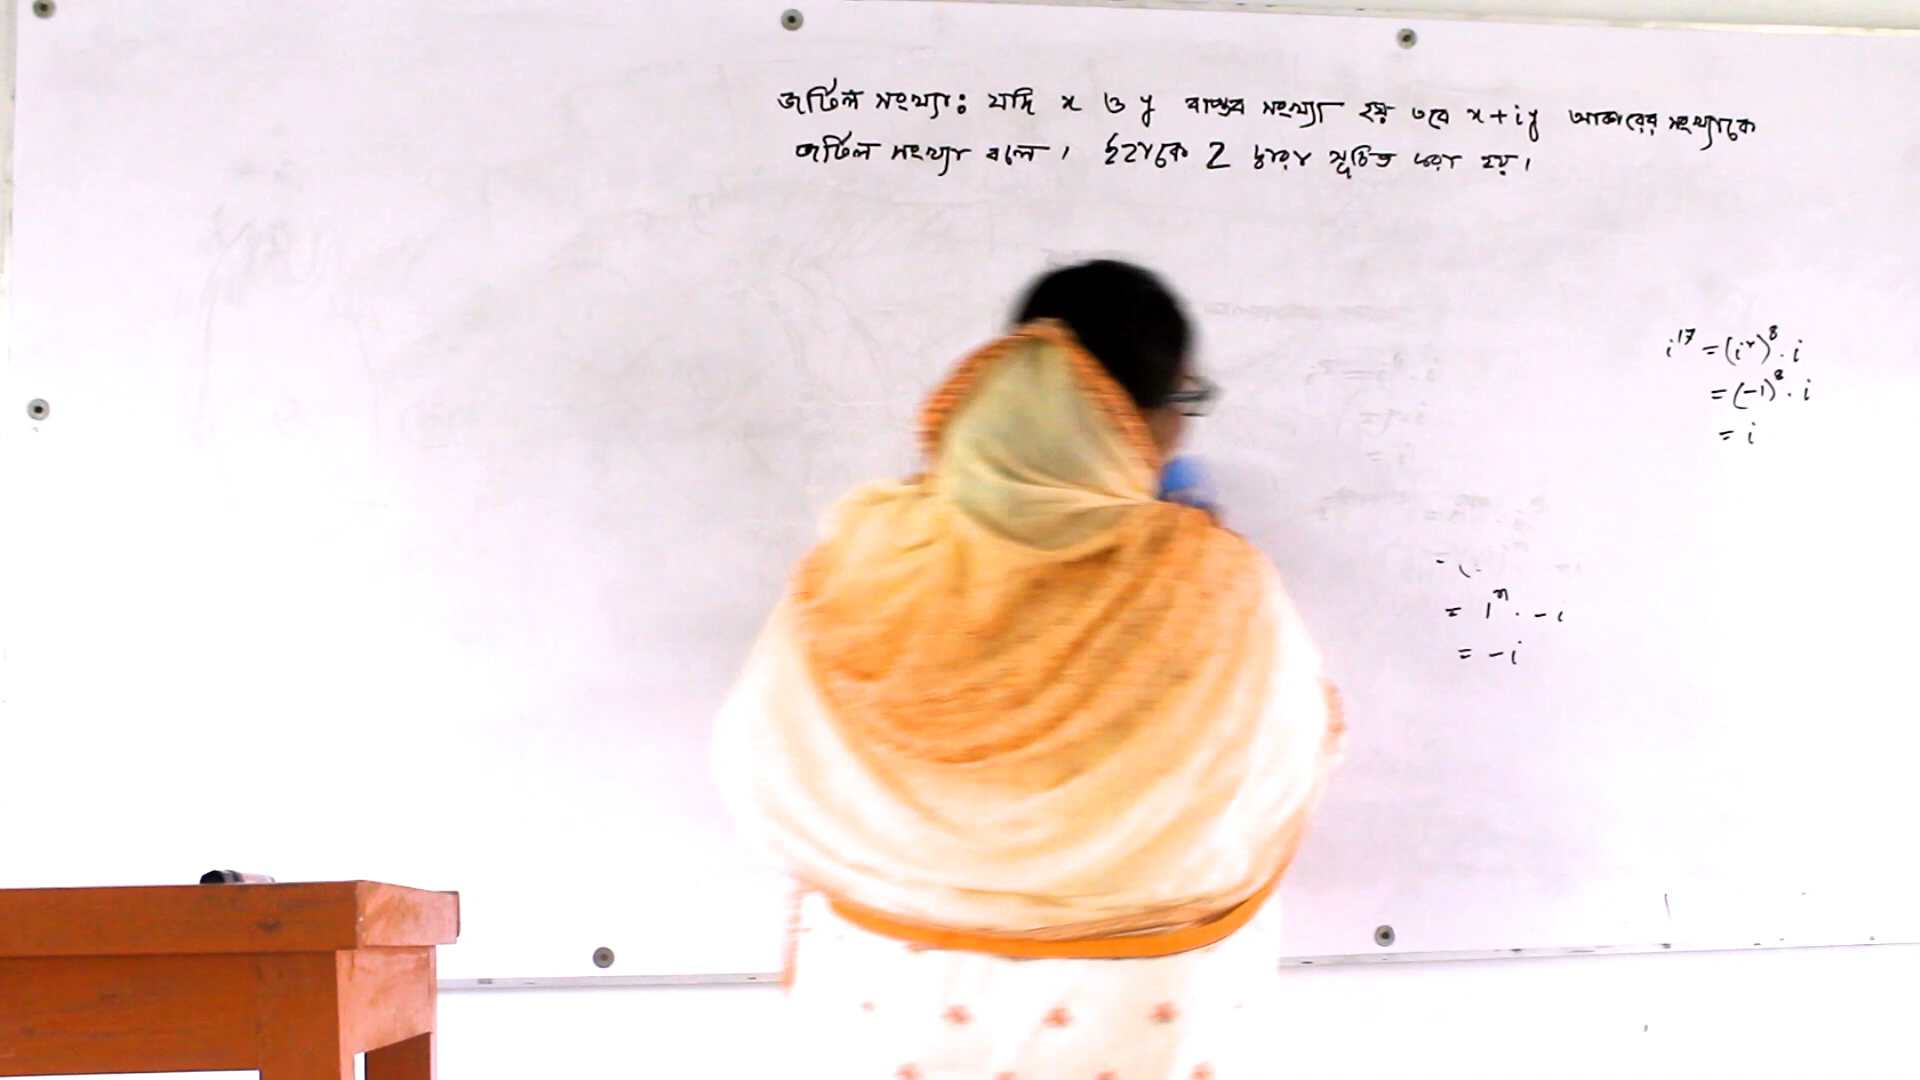 জটিল সংখ্যা: যদি x ও y বাস্তব সংখ্যা হয় তবে x+iy আকারের সংখ্যাকে
জটিল সংখ্যা বলে। ইহাকে Z দ্বারা সূচিত করা হয়।
i¹⁷ = (i²)⁸ . i
= (-1)⁸ . i
= i
= 1ⁿ . -i
= -i